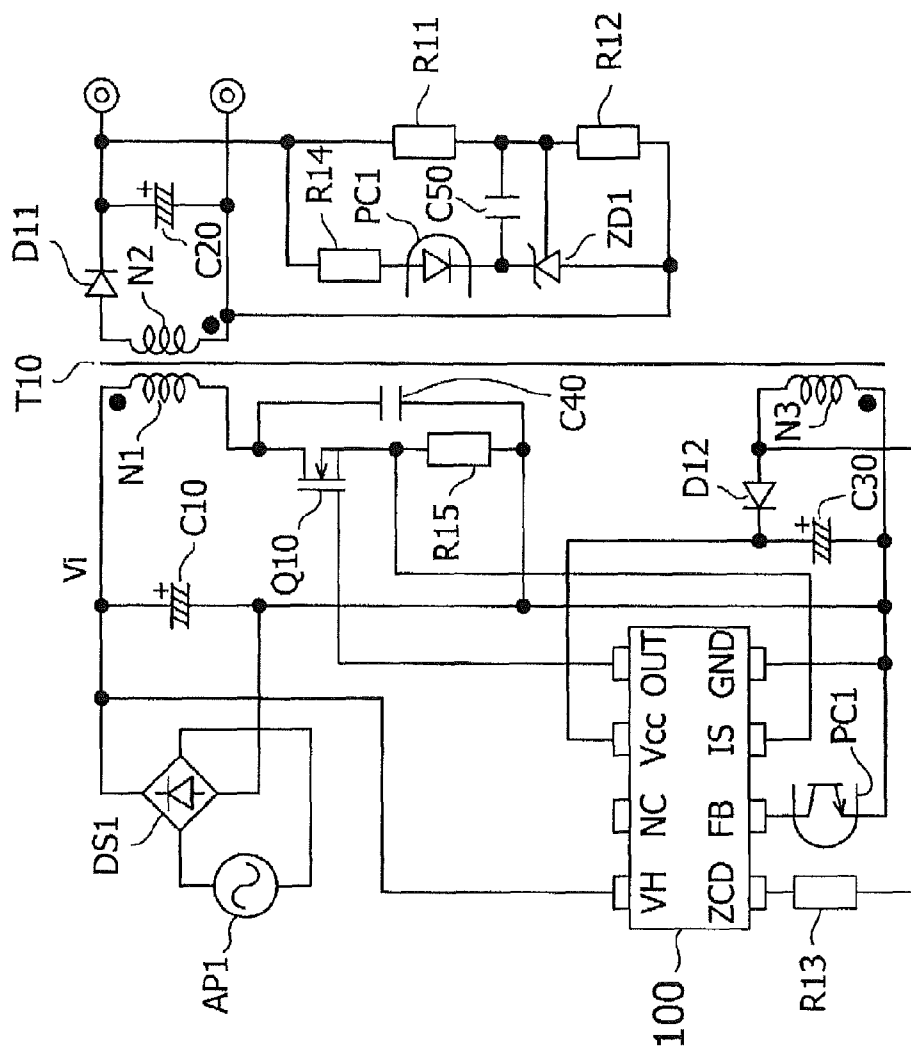 T10
D11
N2
+
C20
R14
PC1
R11
C50
R12
ZD1
N1
Vi
+
C10
Q10
R15
C40
D12
N3
+
C30
DS1
AP1
VH NC Vcc OUT
ZCD FB IS GND
100
R13
PC1